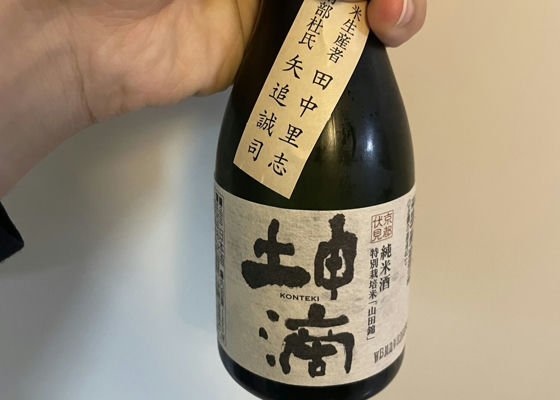 米生産者 田中里志
部杜氏 矢追誠司
京都
伏見
純米酒
特別栽培米「山田錦」
坤滴
KONTEKI